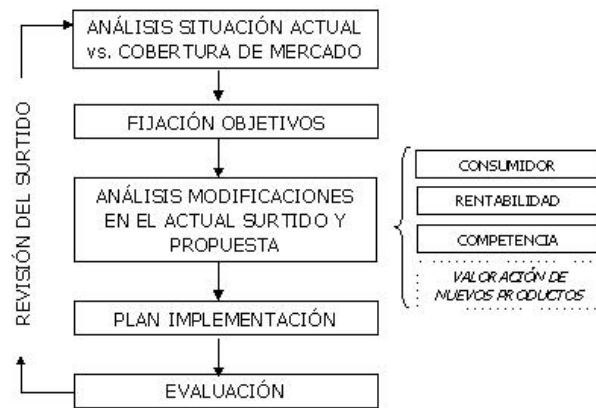 ANÁLISIS SITUACIÓN ACTUAL
vs. COBERTURA DE MERCADO
FIJACIÓN OBJETIVOS
ANÁLISIS MODIFICACIONES
EN EL ACTUAL SURTIDO Y
PROPUESTA
CONSUMIDOR
RENTABILIDAD
COMPETENCIA
VALORACIÓN DE
NUEVOS PRODUCTOS
PLAN IMPLEMENTACIÓN
EVALUACIÓN
REVISIÓN DEL SURTIDO